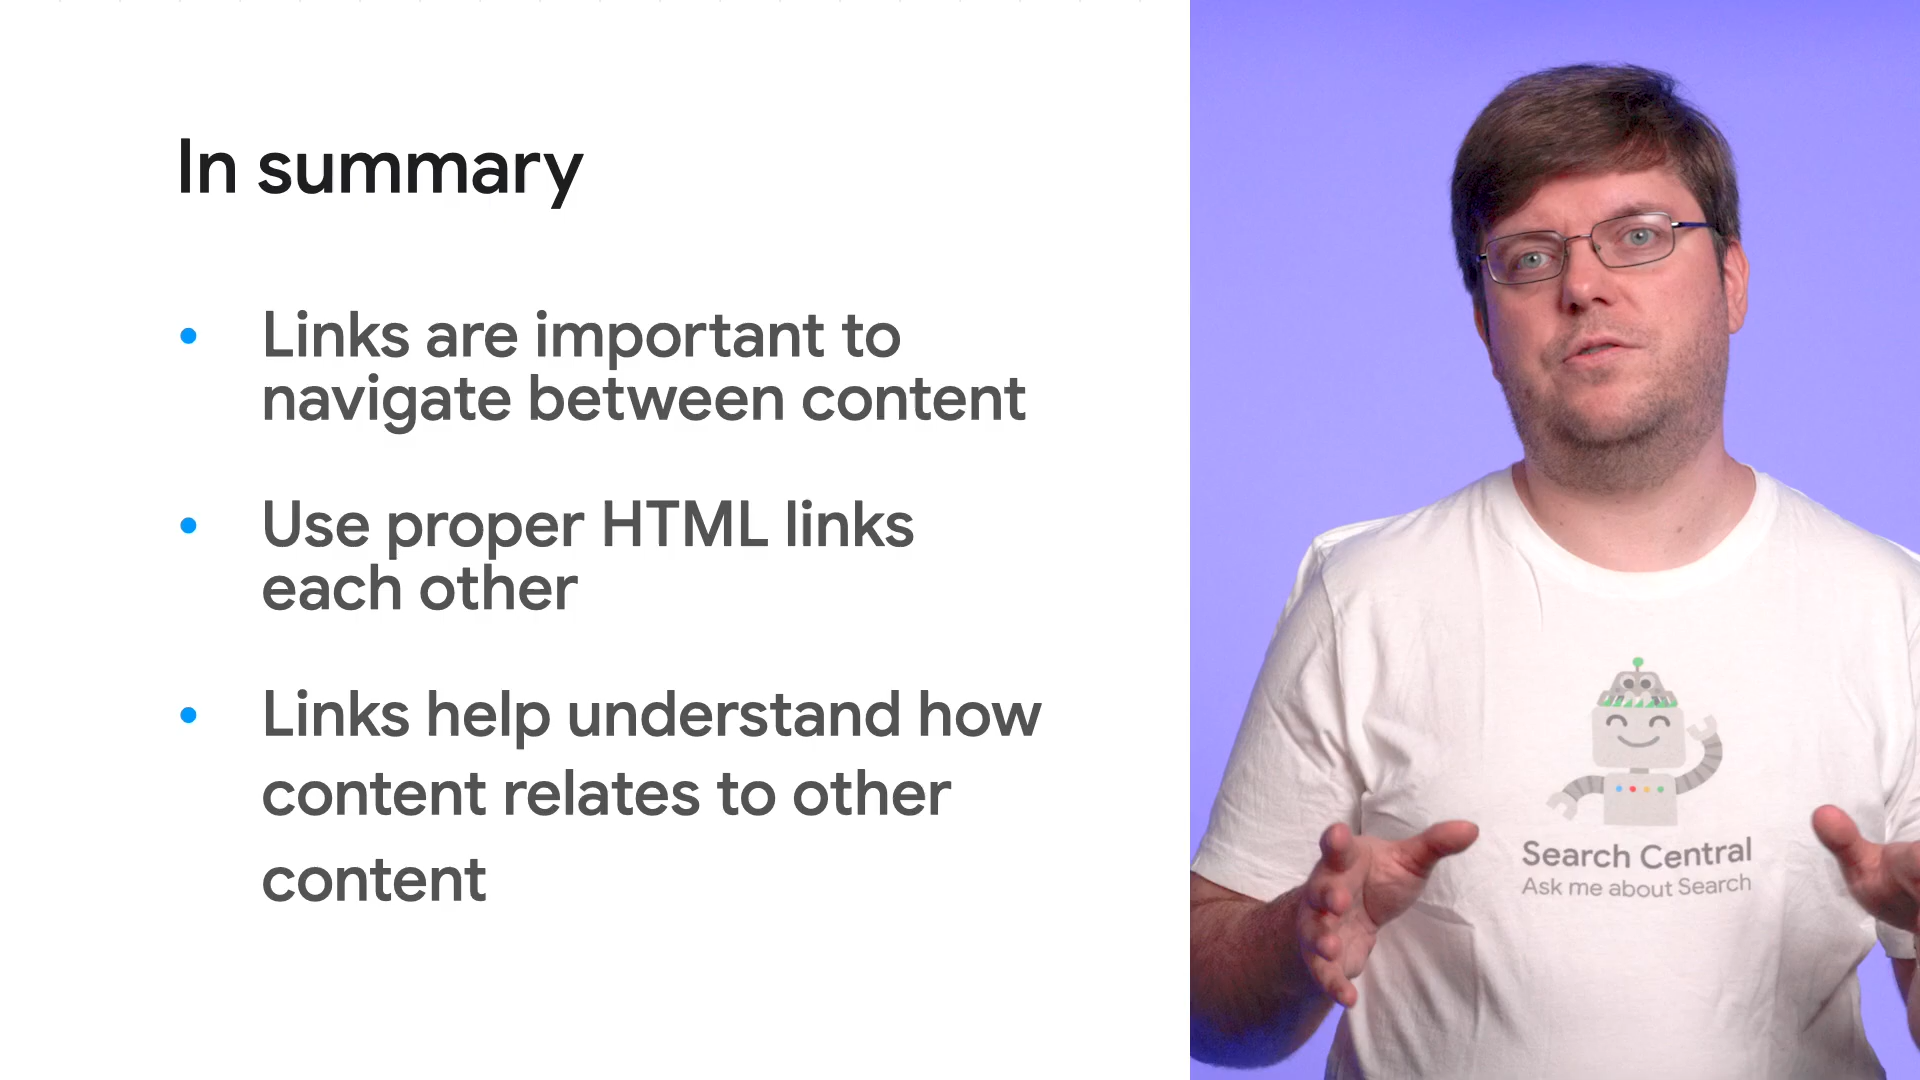 In summary
• Links are important to
navigate between content
• Use proper HTML links
each other
• Links help understand how
content relates to other
content
Search Central
Ask me about Search